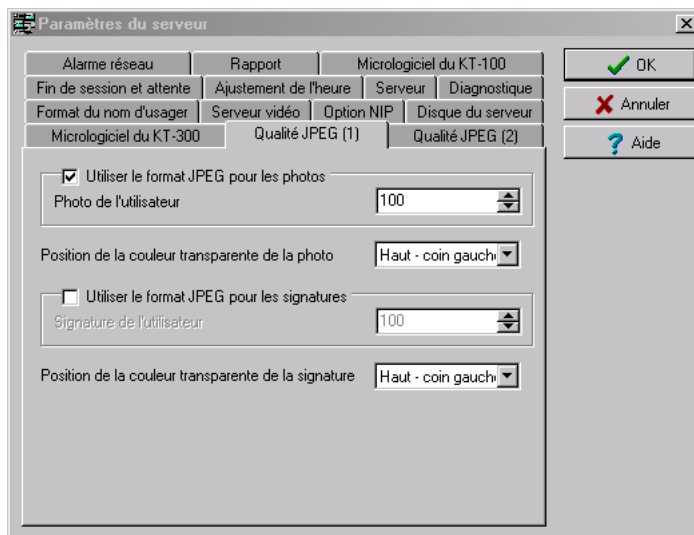 Paramètres du serveur
Alarme réseau Rapport Micrologiciel du KT-100
Fin de session et attente Ajustement de l'heure Serveur Diagnostique
Format du nom d'usager Serveur vidéo Option NIP Disque du serveur
Micrologiciel du KT-300 Qualité JPEG (1) Qualité JPEG (2)
OK
Annuler
Aide
Utiliser le format JPEG pour les photos
Photo de l'utilisateur 100
Position de la couleur transparente de la photo Haut - coin gauch
Utiliser le format JPEG pour les signatures
Signature de l'utilisateur 100
Position de la couleur transparente de la signature Haut - coin gauch